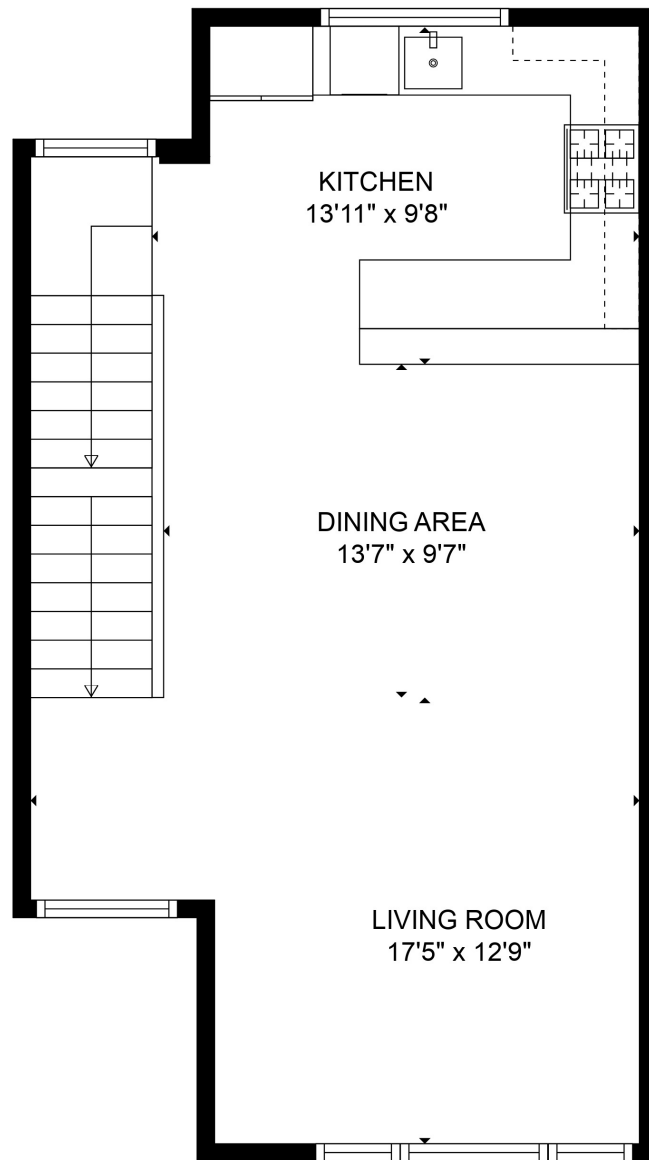 KITCHEN
13'11" x 9'8"
DINING AREA
13'7" x 9'7"
LIVING ROOM
17'5" x 12'9"